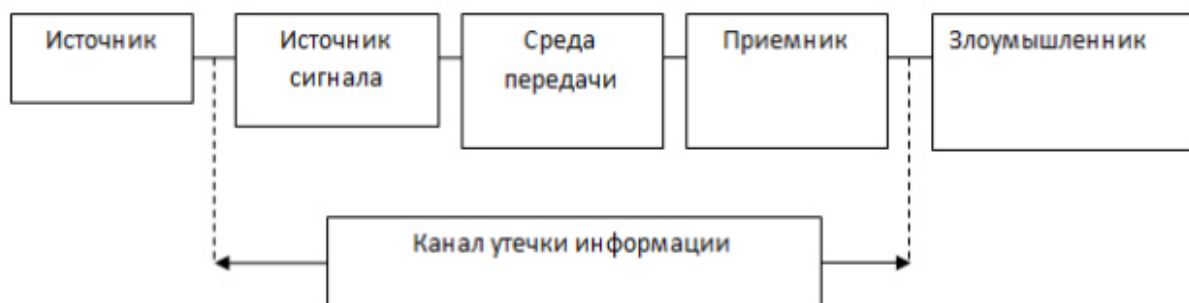 Источник
Источник
сигнала
Среда
передачи
Приемник
Злоумышленник
Канал утечки информации